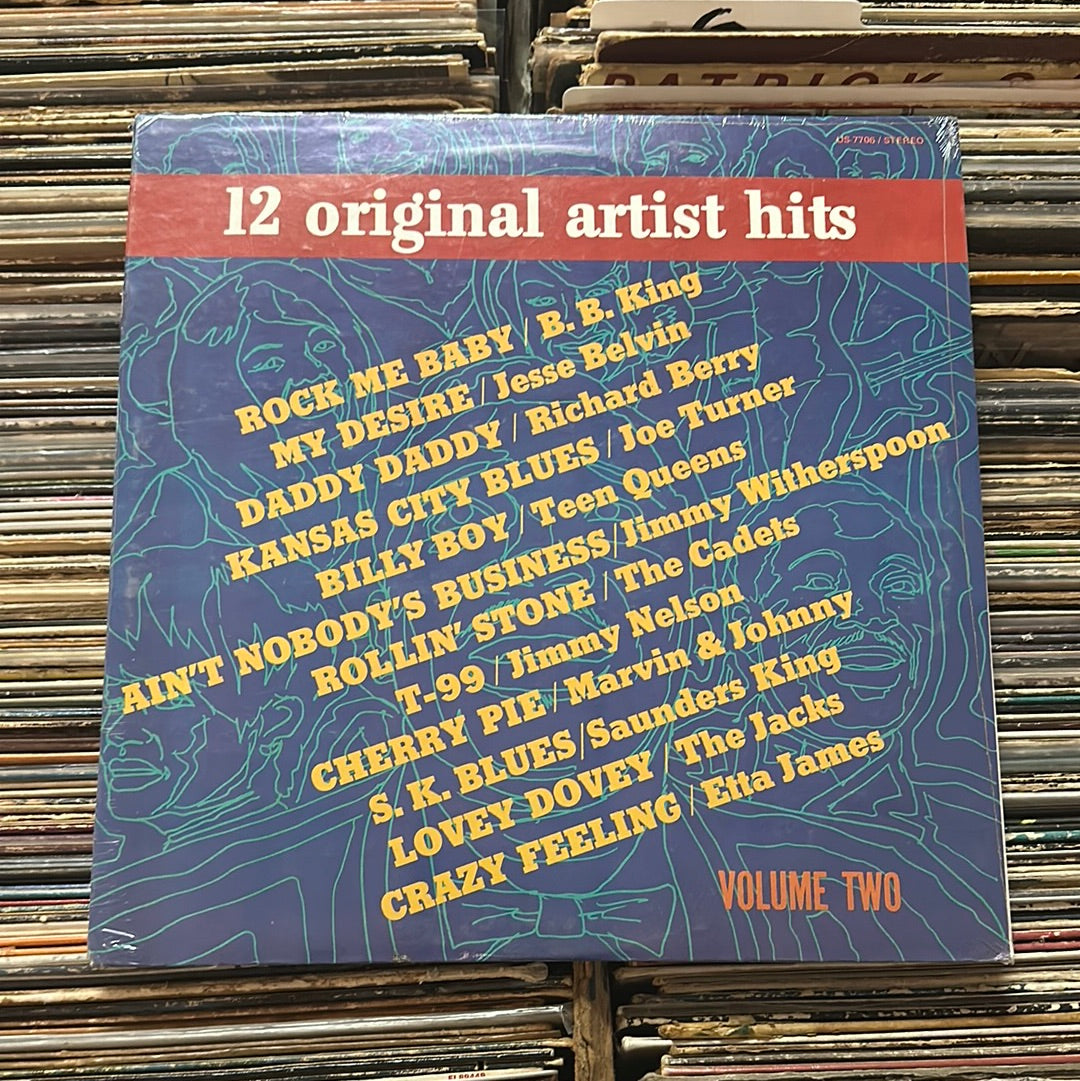 PATRICK
OS-7706 / STEREO
12 original artist hits
ROCK ME BABY / B. B. King
MY DESIRE / Jesse Belvin
DADDY DADDY / Richard Berry
KANSAS CITY BLUES / Joe Turner
BILLY BOY / Teen Queens
AIN'T NOBODY'S BUSINESS / Jimmy Witherspoon
ROLLIN' STONE / The Cadets
T-99 / Jimmy Nelson
CHERRY PIE / Marvin & Johnny
S. K. BLUES / Saunders King
LOVEY DOVEY / The Jacks
CRAZY FEELING / Etta James
VOLUME TWO